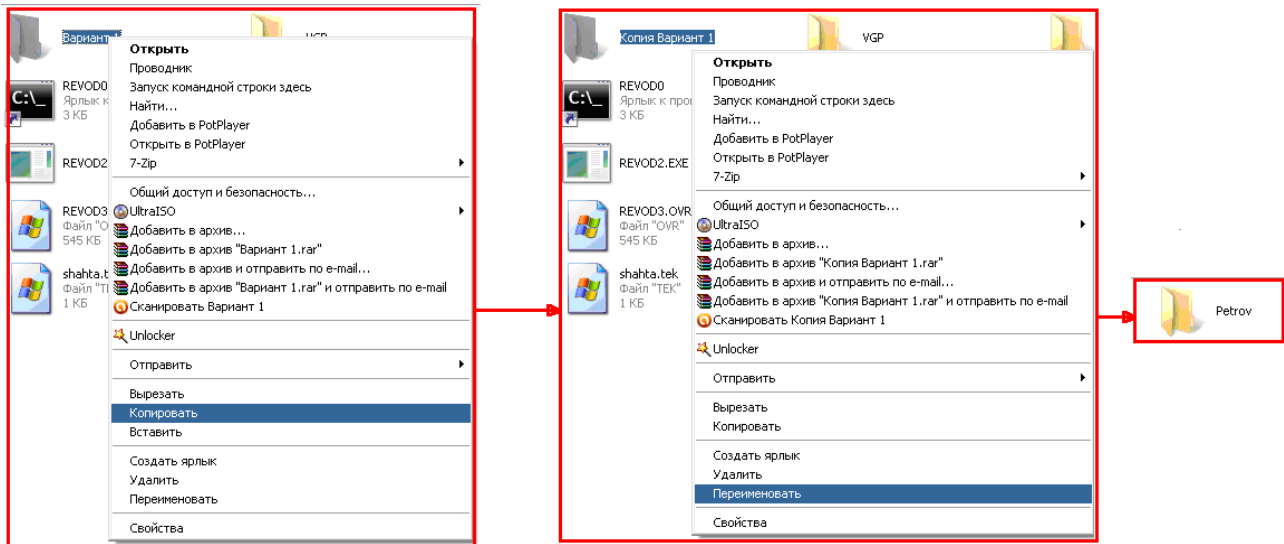 Вариант 1
Открыть
Проводник
Запуск командной строки здесь
Найти...
Добавить в PotPlayer
Открыть в PotPlayer
7-Zip
Общий доступ и безопасность...
UltraISO
Добавить в архив...
Добавить в архив "Вариант 1.rar"
Добавить в архив и отправить по e-mail...
Добавить в архив "Вариант 1.rar" и отправить по e-mail
Сканировать Вариант 1
Unlocker
Отправить
Вырезать
Копировать
Вставить
Создать ярлык
Удалить
Переименовать
Свойства
C:\_
REVOD0
Ярлык к
3 КБ
REVOD2
REVOD3
Файл "O
545 КБ
shahta.t
1 КБ
Копия Вариант 1
VGP
Открыть
Проводник
Запуск командной строки здесь
Найти...
Добавить в PotPlayer
Открыть в PotPlayer
7-Zip
Общий доступ и безопасность...
UltraISO
Добавить в архив...
Добавить в архив "Копия Вариант 1.rar"
Добавить в архив и отправить по e-mail...
Добавить в архив "Копия Вариант 1.rar" и отправить по e-mail
Сканировать Копия Вариант 1
Unlocker
Отправить
Вырезать
Копировать
Создать ярлык
Удалить
Переименовать
Свойства
C:\_
REVOD0
Ярлык к про
3 КБ
REVOD2.EXE
REVOD3.OVR
Файл "OVR"
545 КБ
shahta.tek
Файл "TEK"
1 КБ
Petrov